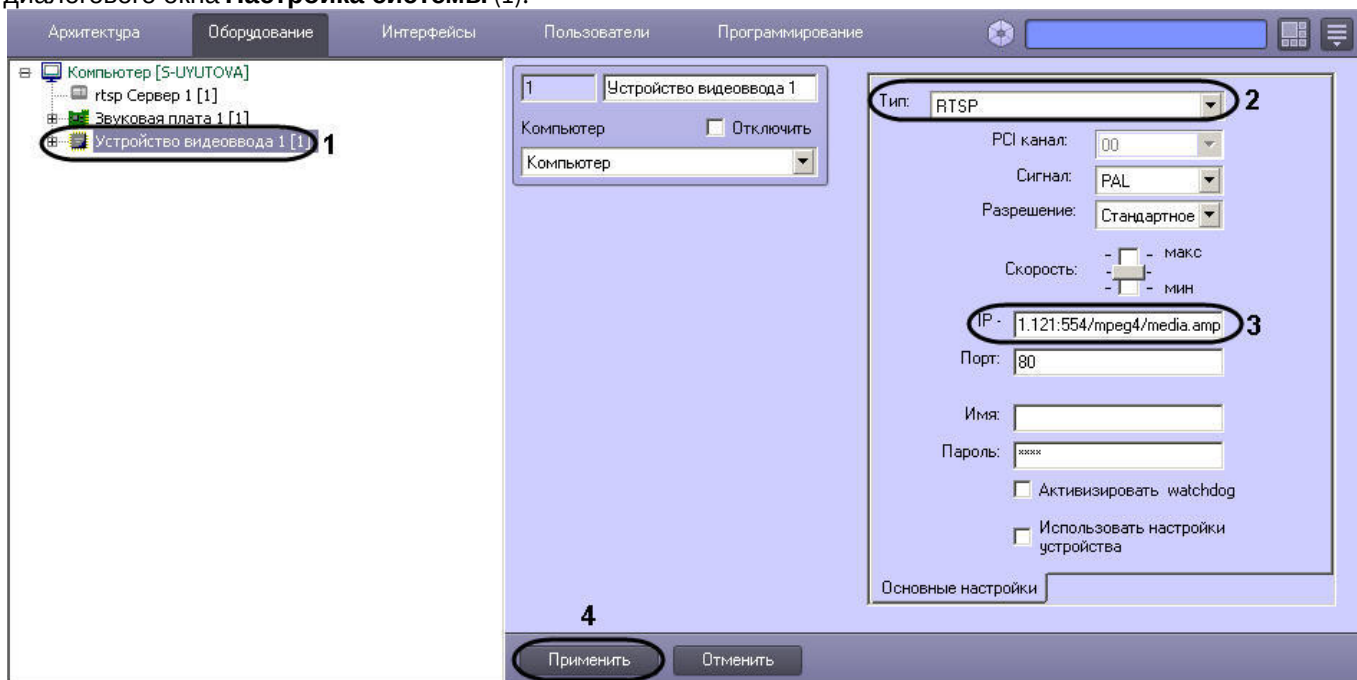 диалогового окна Настройка системы (1).
Архитектура Оборудование Интерфейсы Пользователи Программирование
Компьютер [S-UYUTOVA]
rtsp Сервер 1 [1]
Звуковая плата 1 [1]
Устройство видеоввода 1 [1] 1
1 Устройство видеоввода 1
Компьютер Отключить
Компьютер
Тип: RTSP 2
PCI канал: 00
Сигнал: PAL
Разрешение: Стандартное
макс
Скорость:
мин
IP - 1.121:554/mpeg4/media.amp 3
Порт: 80
Имя:
Пароль: ****
Активизировать watchdog
Использовать настройки
устройства
Основные настройки
4
Применить Отменить